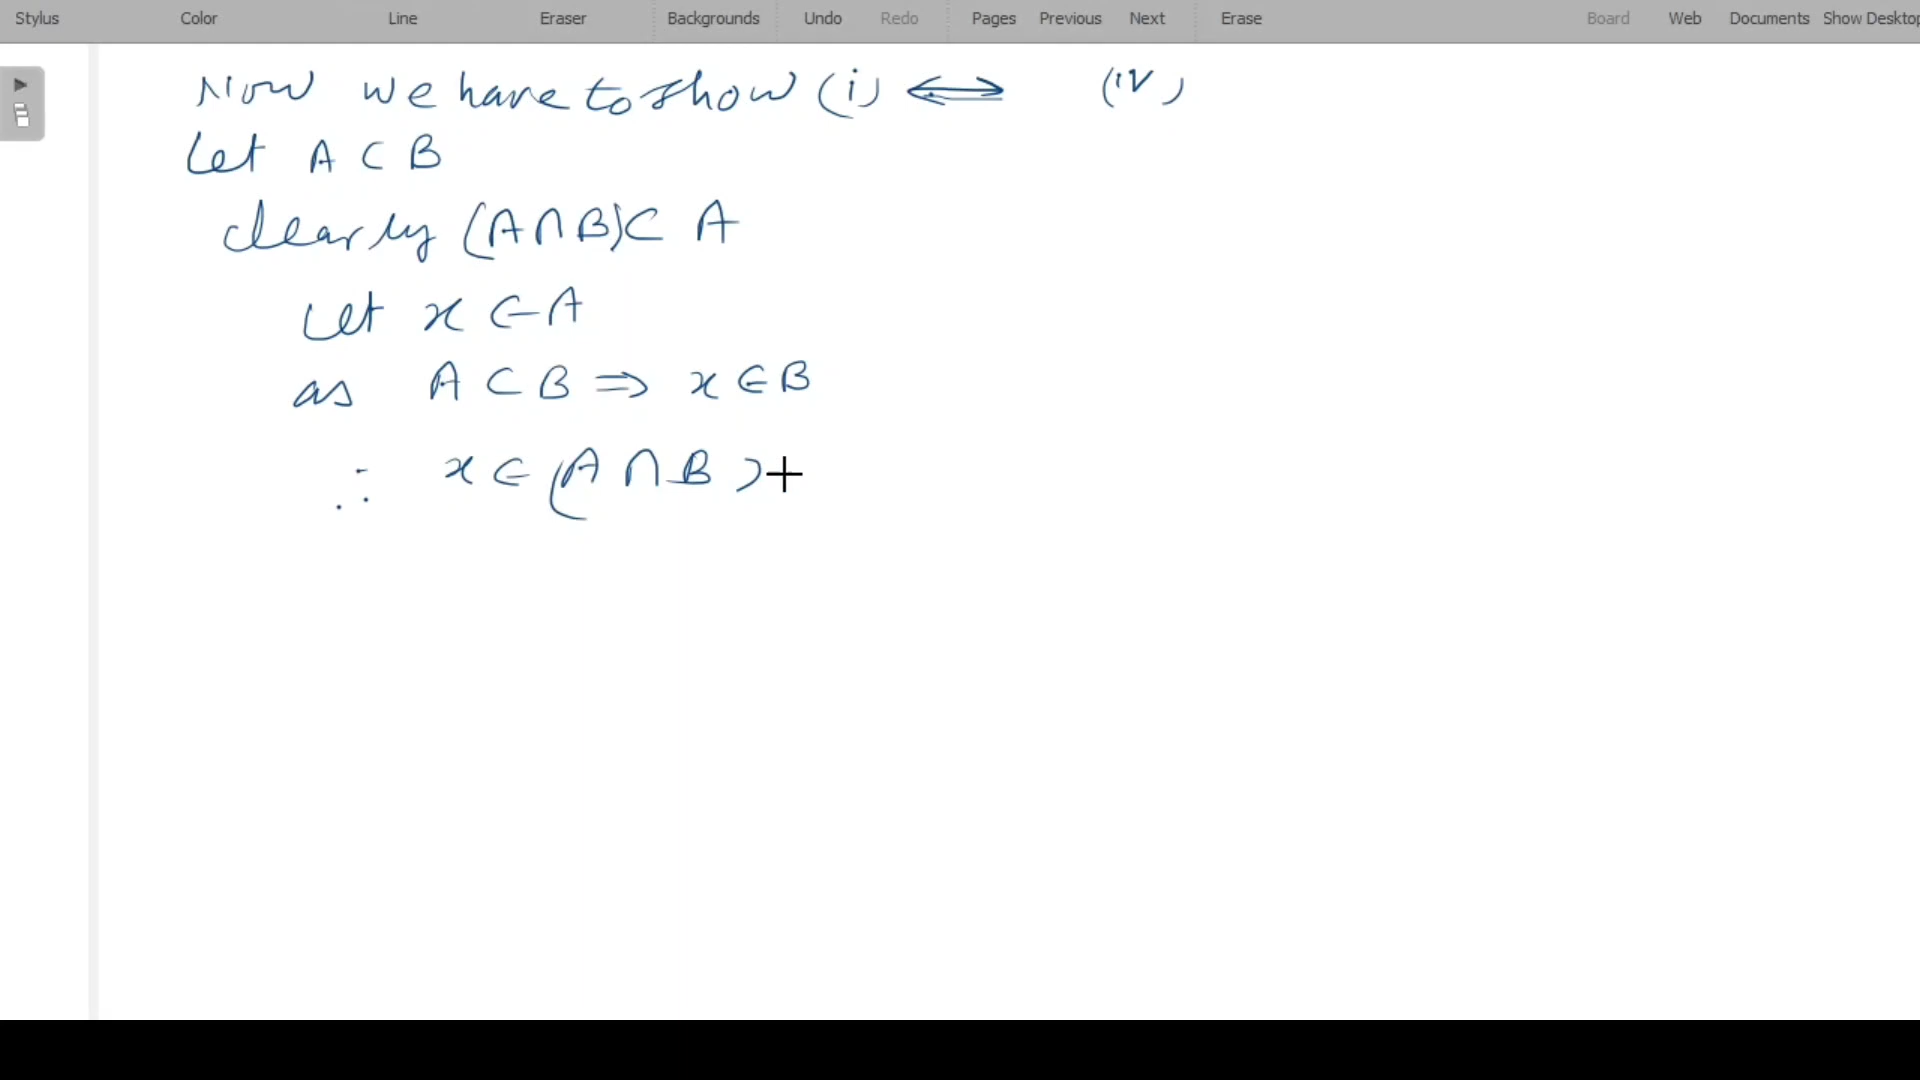 Stylus Color Line Eraser Backgrounds Undo Redo Pages Previous Next Erase Board Web Documents Show Desktop
Now we have to show (i) ⟺ (iv)
Let A ⊂ B
clearly (A ∩ B) ⊂ A
Let x ∈ A
as A ⊂ B ⇒ x ∈ B
∴ x ∈ (A ∩ B)